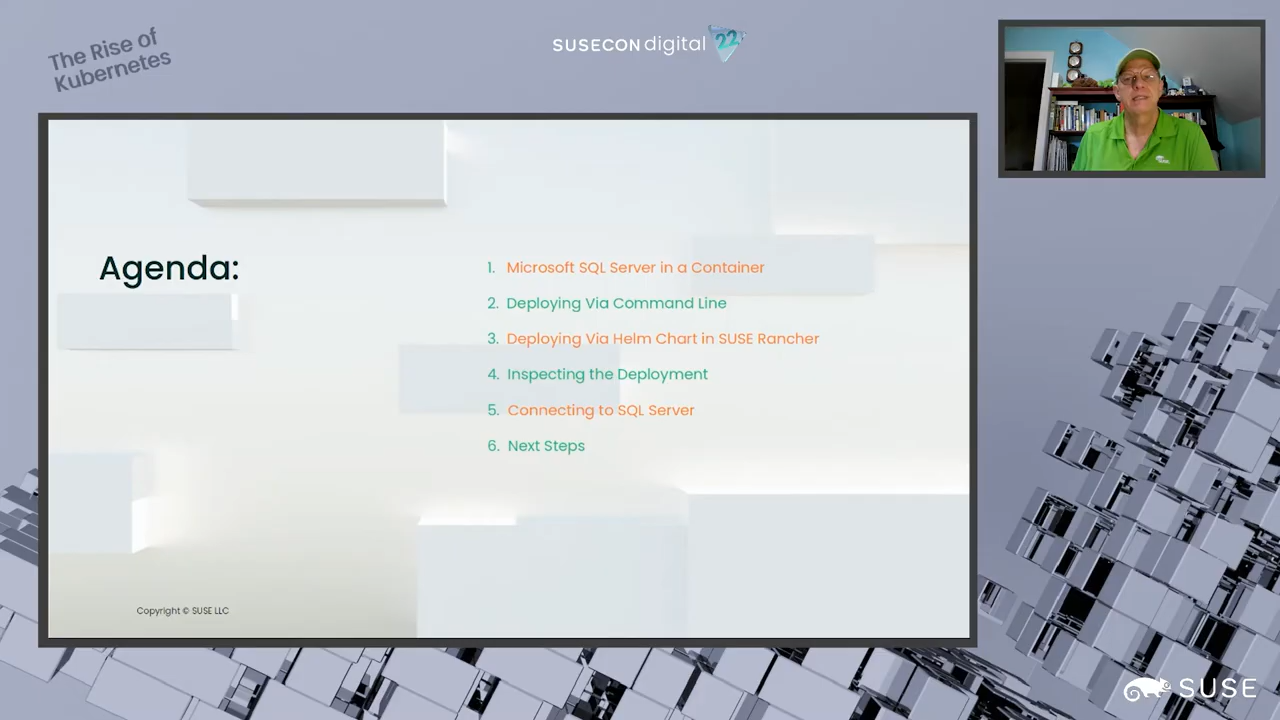 The Rise of
Kubernetes
SUSECON digital 22
Agenda:
1. Microsoft SQL Server in a Container
2. Deploying Via Command Line
3. Deploying Via Helm Chart in SUSE Rancher
4. Inspecting the Deployment
5. Connecting to SQL Server
6. Next Steps
Copyright © SUSE LLC
SUSE